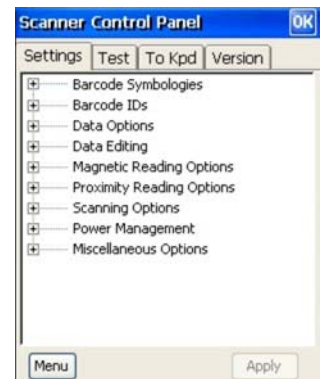 Scanner Control Panel OK
Settings Test To Kpd Version
Barcode Symbologies
Barcode IDs
Data Options
Data Editing
Magnetic Reading Options
Proximity Reading Options
Scanning Options
Power Management
Miscellaneous Options
Menu Apply